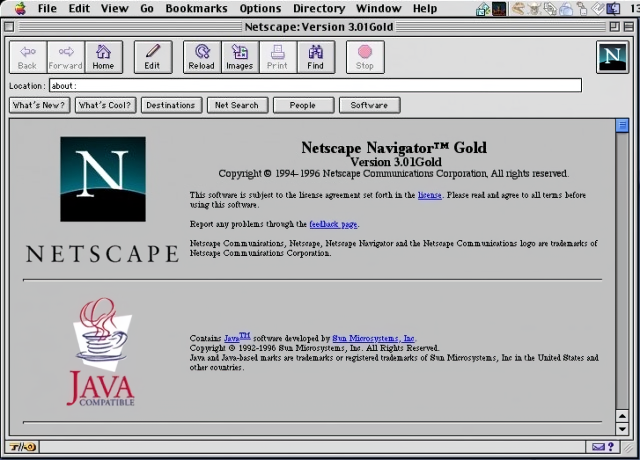 File Edit View Go Bookmarks Options Directory Window Help
Netscape: Version 3.01Gold
Back Forward Home Edit Reload Images Print Find Stop
N
Location: about:
What's New? What's Cool? Destinations Net Search People Software
N
NETSCAPE
Netscape Navigator™ Gold
Version 3.01Gold
Copyright © 1994-1996 Netscape Communications Corporation, All rights reserved.
This software is subject to the license agreement set forth in the license. Please read and agree to all terms before
using this software.
Report any problems through the feedback page.
Netscape Communications, Netscape, Netscape Navigator and the Netscape Communications logo are trademarks of
Netscape Communications Corporation.
JAVA
COMPATIBLE
Contains Java™ software developed by Sun Microsystems, Inc.
Copyright © 1992-1996 Sun Microsystems, Inc. All Rights Reserved.
Java and Java-based marks are trademarks or registered trademarks of Sun Microsystems, Inc in the United States and
other countries.
?